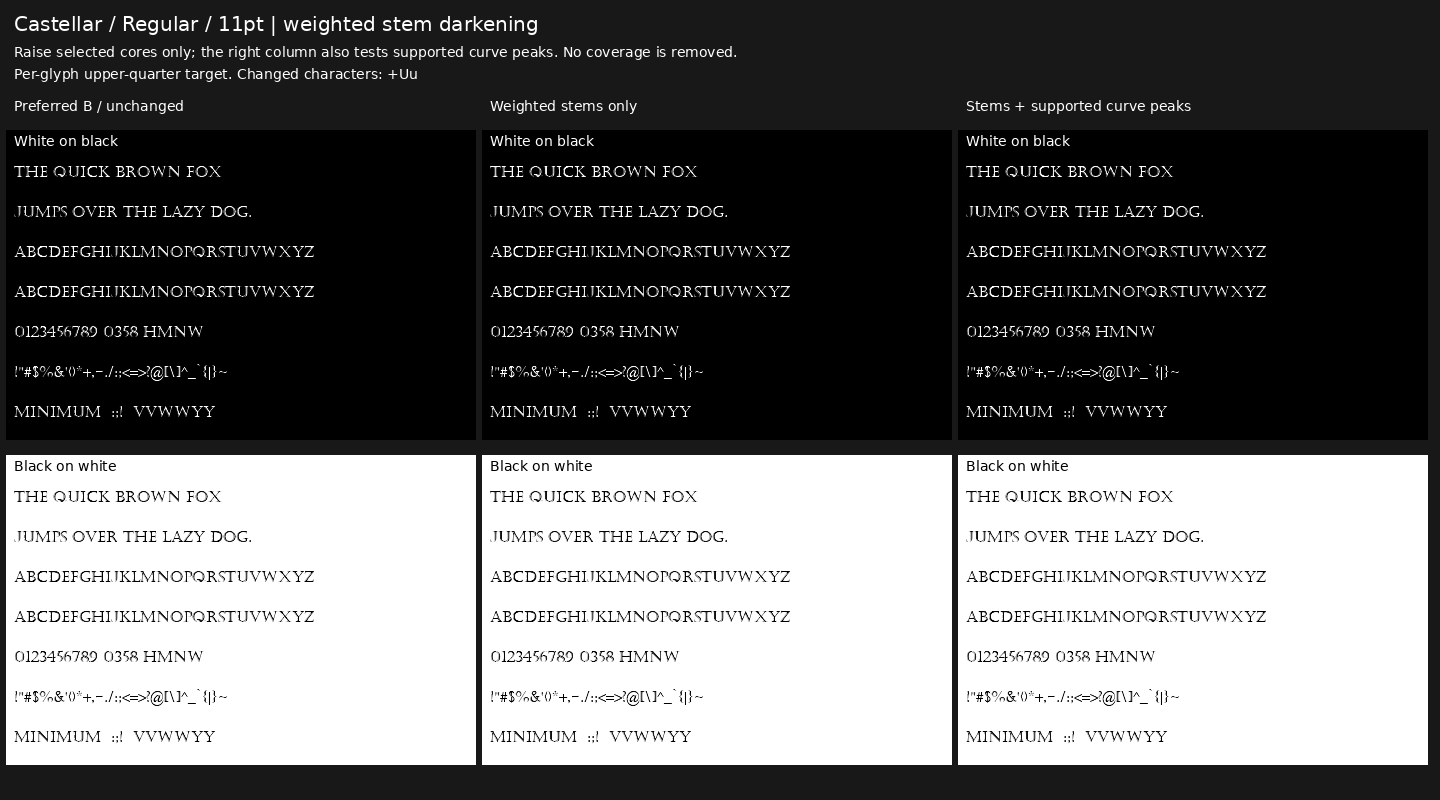 Castellar / Regular / 11pt | weighted stem darkening
Raise selected cores only; the right column also tests supported curve peaks. No coverage is removed.
Per-glyph upper-quarter target. Changed characters: +Uu
Preferred B / unchanged
Weighted stems only
Stems + supported curve peaks
White on black
THE QUICK BROWN FOX
JUMPS OVER THE LAZY DOG.
ABCDEFGHIJKLMNOPQRSTUVWXYZ
ABCDEFGHIJKLMNOPQRSTUVWXYZ
0123456789 0358 HMNW
!"#$%&'()*+,-./:;<=>?@[\]^_`{|}~
MINIMUM ::! VVWWYY
White on black
THE QUICK BROWN FOX
JUMPS OVER THE LAZY DOG.
ABCDEFGHIJKLMNOPQRSTUVWXYZ
ABCDEFGHIJKLMNOPQRSTUVWXYZ
0123456789 0358 HMNW
!"#$%&'()*+,-./:;<=>?@[\]^_`{|}~
MINIMUM ::! VVWWYY
White on black
THE QUICK BROWN FOX
JUMPS OVER THE LAZY DOG.
ABCDEFGHIJKLMNOPQRSTUVWXYZ
ABCDEFGHIJKLMNOPQRSTUVWXYZ
0123456789 0358 HMNW
!"#$%&'()*+,-./:;<=>?@[\]^_`{|}~
MINIMUM ::! VVWWYY
Black on white
THE QUICK BROWN FOX
JUMPS OVER THE LAZY DOG.
ABCDEFGHIJKLMNOPQRSTUVWXYZ
ABCDEFGHIJKLMNOPQRSTUVWXYZ
0123456789 0358 HMNW
!"#$%&'()*+,-./:;<=>?@[\]^_`{|}~
MINIMUM ::! VVWWYY
Black on white
THE QUICK BROWN FOX
JUMPS OVER THE LAZY DOG.
ABCDEFGHIJKLMNOPQRSTUVWXYZ
ABCDEFGHIJKLMNOPQRSTUVWXYZ
0123456789 0358 HMNW
!"#$%&'()*+,-./:;<=>?@[\]^_`{|}~
MINIMUM ::! VVWWYY
Black on white
THE QUICK BROWN FOX
JUMPS OVER THE LAZY DOG.
ABCDEFGHIJKLMNOPQRSTUVWXYZ
ABCDEFGHIJKLMNOPQRSTUVWXYZ
0123456789 0358 HMNW
!"#$%&'()*+,-./:;<=>?@[\]^_`{|}~
MINIMUM ::! VVWWYY